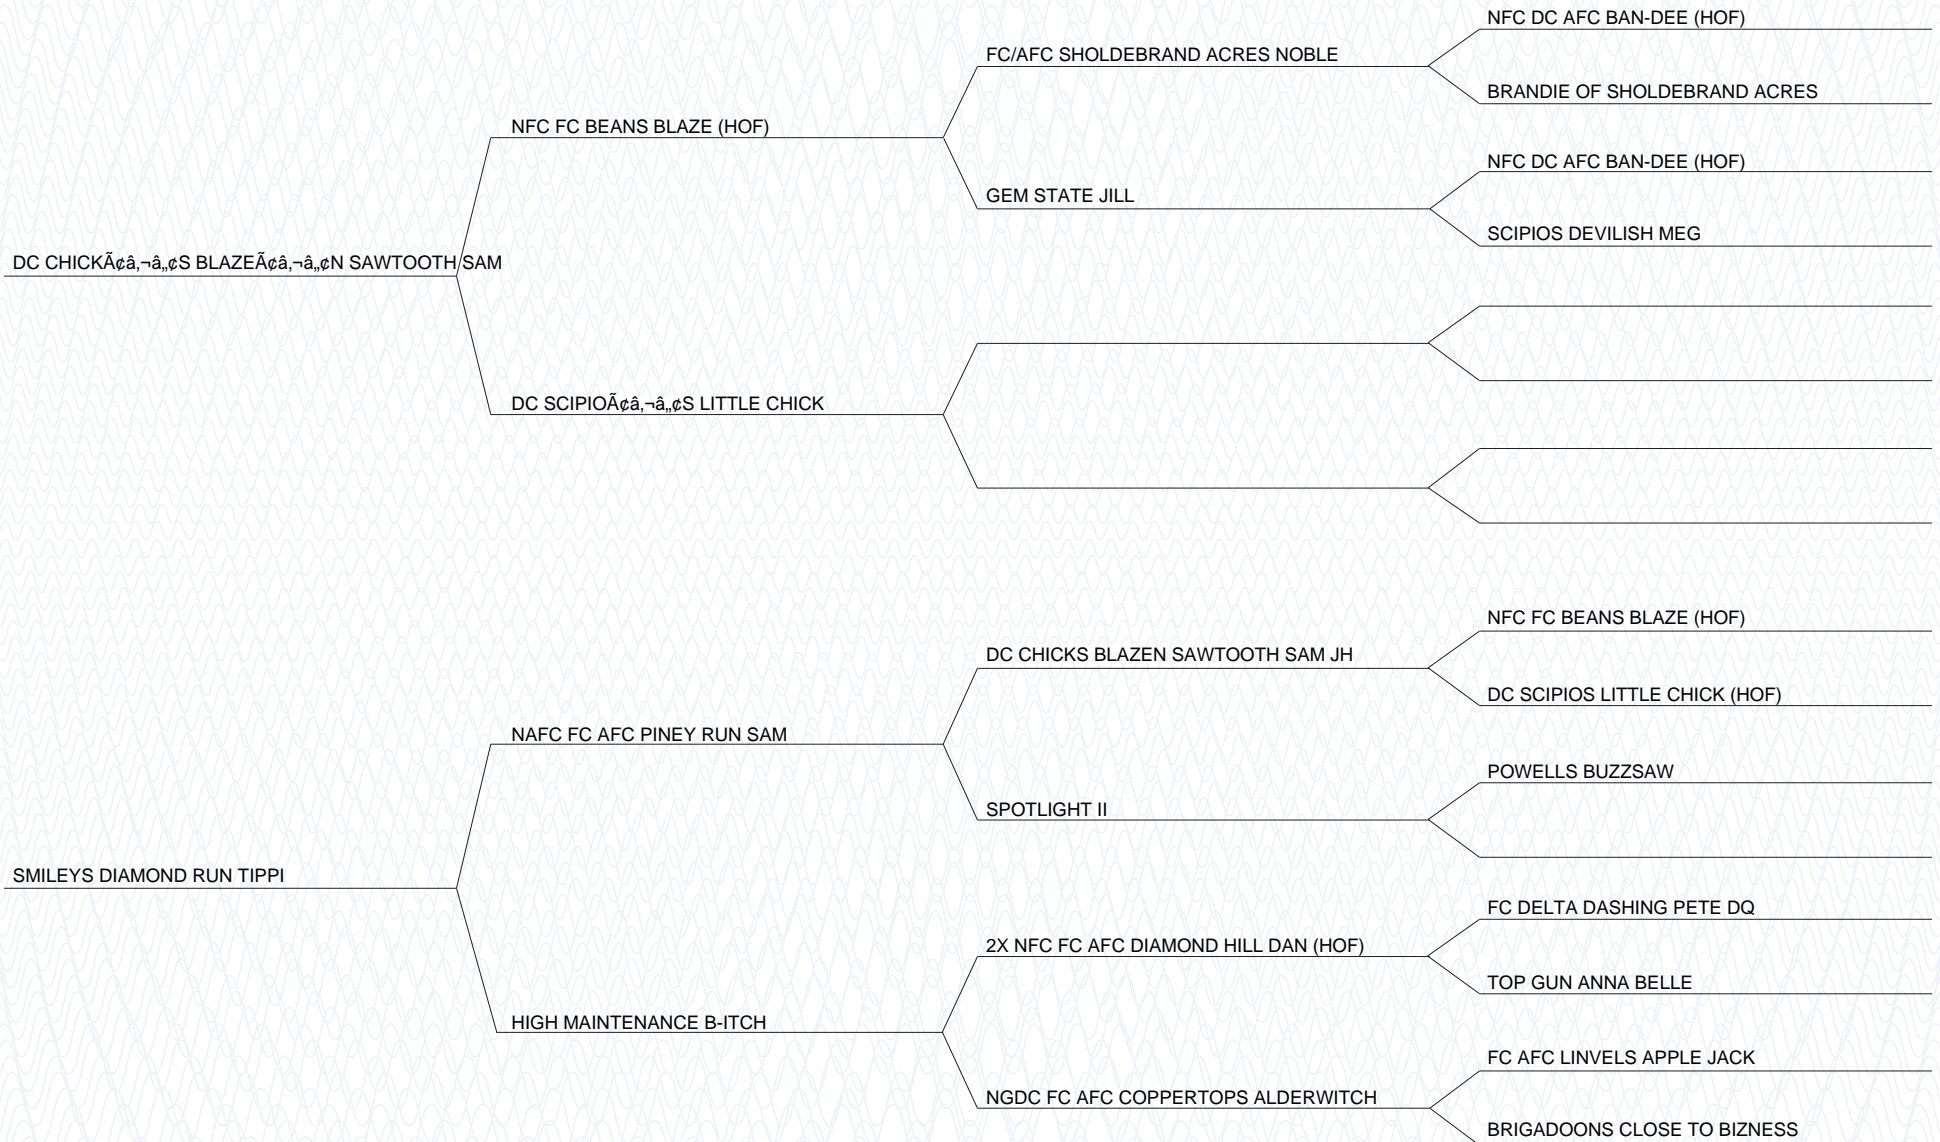 NFC DC AFC BAN-DEE (HOF)
FC/AFC SHOLDEBRAND ACRES NOBLE
BRANDIE OF SHOLDEBRAND ACRES
NFC FC BEANS BLAZE (HOF)
NFC DC AFC BAN-DEE (HOF)
GEM STATE JILL
SCIPIOS DEVILISH MEG
DC CHICKÃ¢â‚¬â„¢S BLAZEÃ¢â‚¬â„¢N SAWTOOTH SAM
DC SCIPIOÃ¢â‚¬â„¢S LITTLE CHICK
NFC FC BEANS BLAZE (HOF)
DC CHICKS BLAZEN SAWTOOTH SAM JH
DC SCIPIOS LITTLE CHICK (HOF)
NAFC FC AFC PINEY RUN SAM
POWELLS BUZZSAW
SPOTLIGHT II
SMILEYS DIAMOND RUN TIPPI
FC DELTA DASHING PETE DQ
2X NFC FC AFC DIAMOND HILL DAN (HOF)
TOP GUN ANNA BELLE
HIGH MAINTENANCE B-ITCH
FC AFC LINVELS APPLE JACK
NGDC FC AFC COPPERTOPS ALDERWITCH
BRIGADOONS CLOSE TO BIZNESS